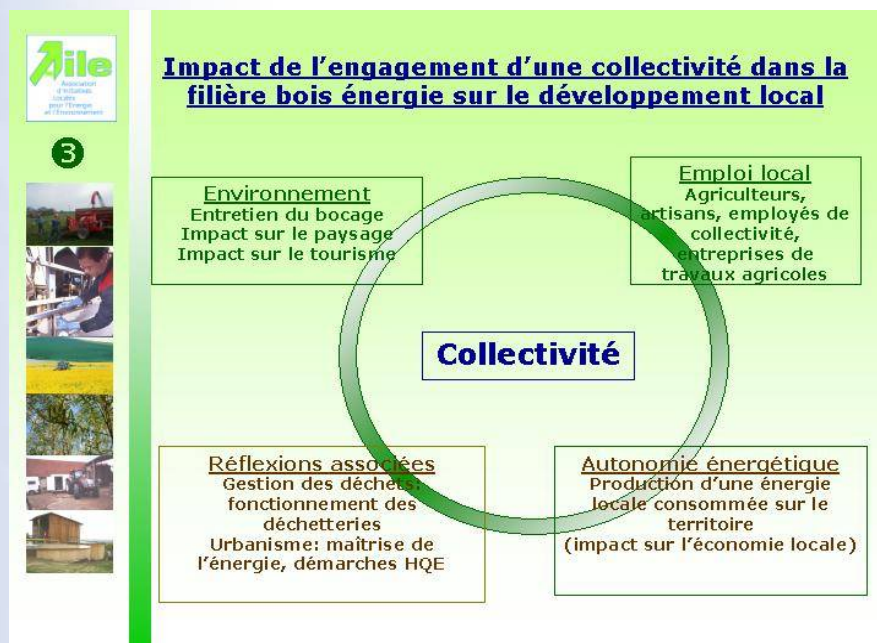 Aile
Association
d'Initiatives
Locales
pour l'Energie
et l'Environnement
3
Impact de l'engagement d'une collectivité dans la
filière bois énergie sur le développement local
Environnement
Entretien du bocage
Impact sur le paysage
Impact sur le tourisme
Emploi local
Agriculteurs,
artisans, employés de
collectivité,
entreprises de
travaux agricoles
Collectivité
Réflexions associées
Gestion des déchets:
fonctionnement des
déchetteries
Urbanisme: maîtrise de
l'énergie, démarches HQE
Autonomie énergétique
Production d'une énergie
locale consommée sur le
territoire
(impact sur l'économie locale)